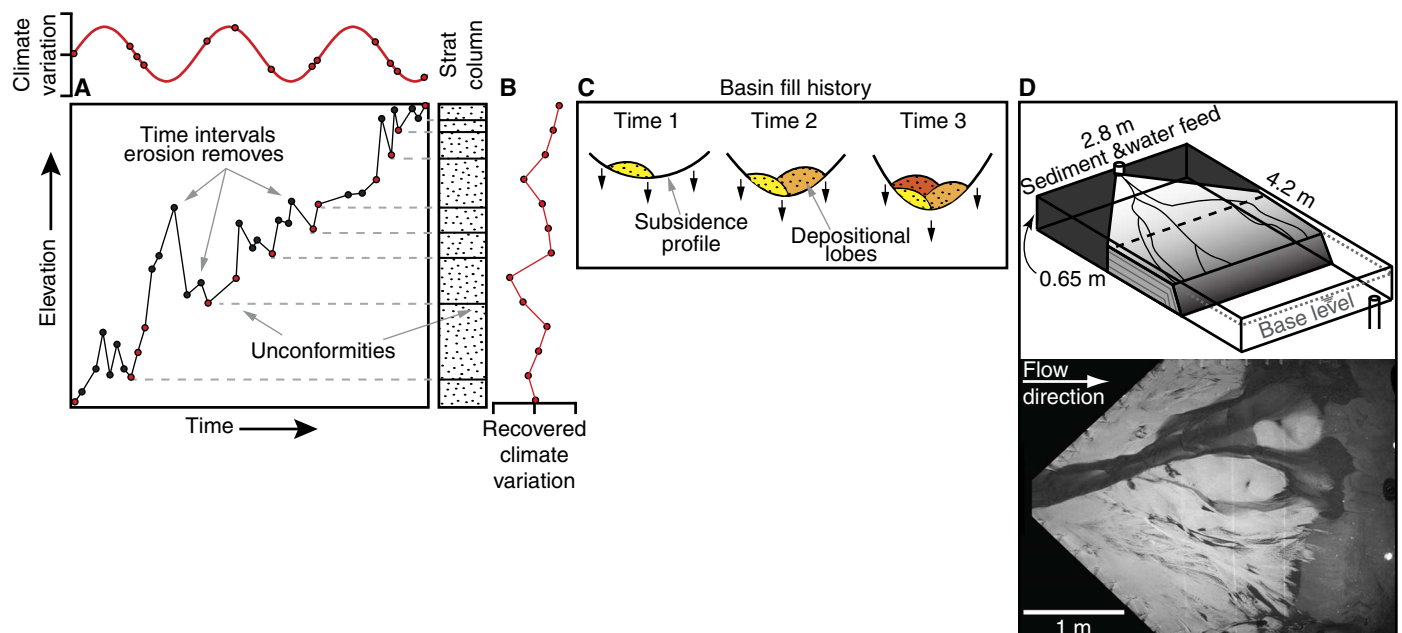 Climate
variation
A
Strat
column
Time intervals
erosion removes
Unconformities
Elevation
Time
B
Recovered
climate
variation
C
Basin fill history
Time 1
Time 2
Time 3
Subsidence
profile
Depositional
lobes
D
2.8 m
Sediment &water feed
4.2 m
0.65 m
Base level
Flow
direction
1 m